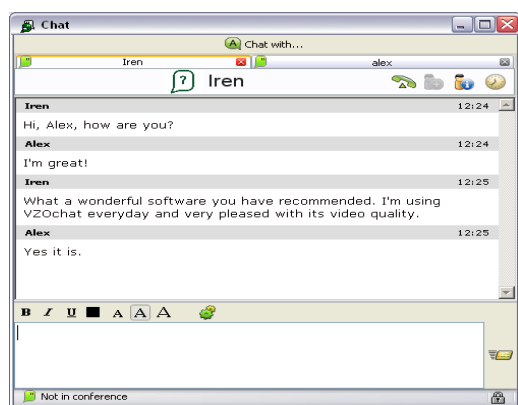 Chat
Chat with...
Iren alex
? Iren
Iren 12:24
Hi, Alex, how are you?
Alex 12:24
I'm great!
Iren 12:25
What a wonderful software you have recommended. I'm using
VZOchat everyday and very pleased with its video quality.
Alex 12:25
Yes it is.
B I U A A A
Not in conference